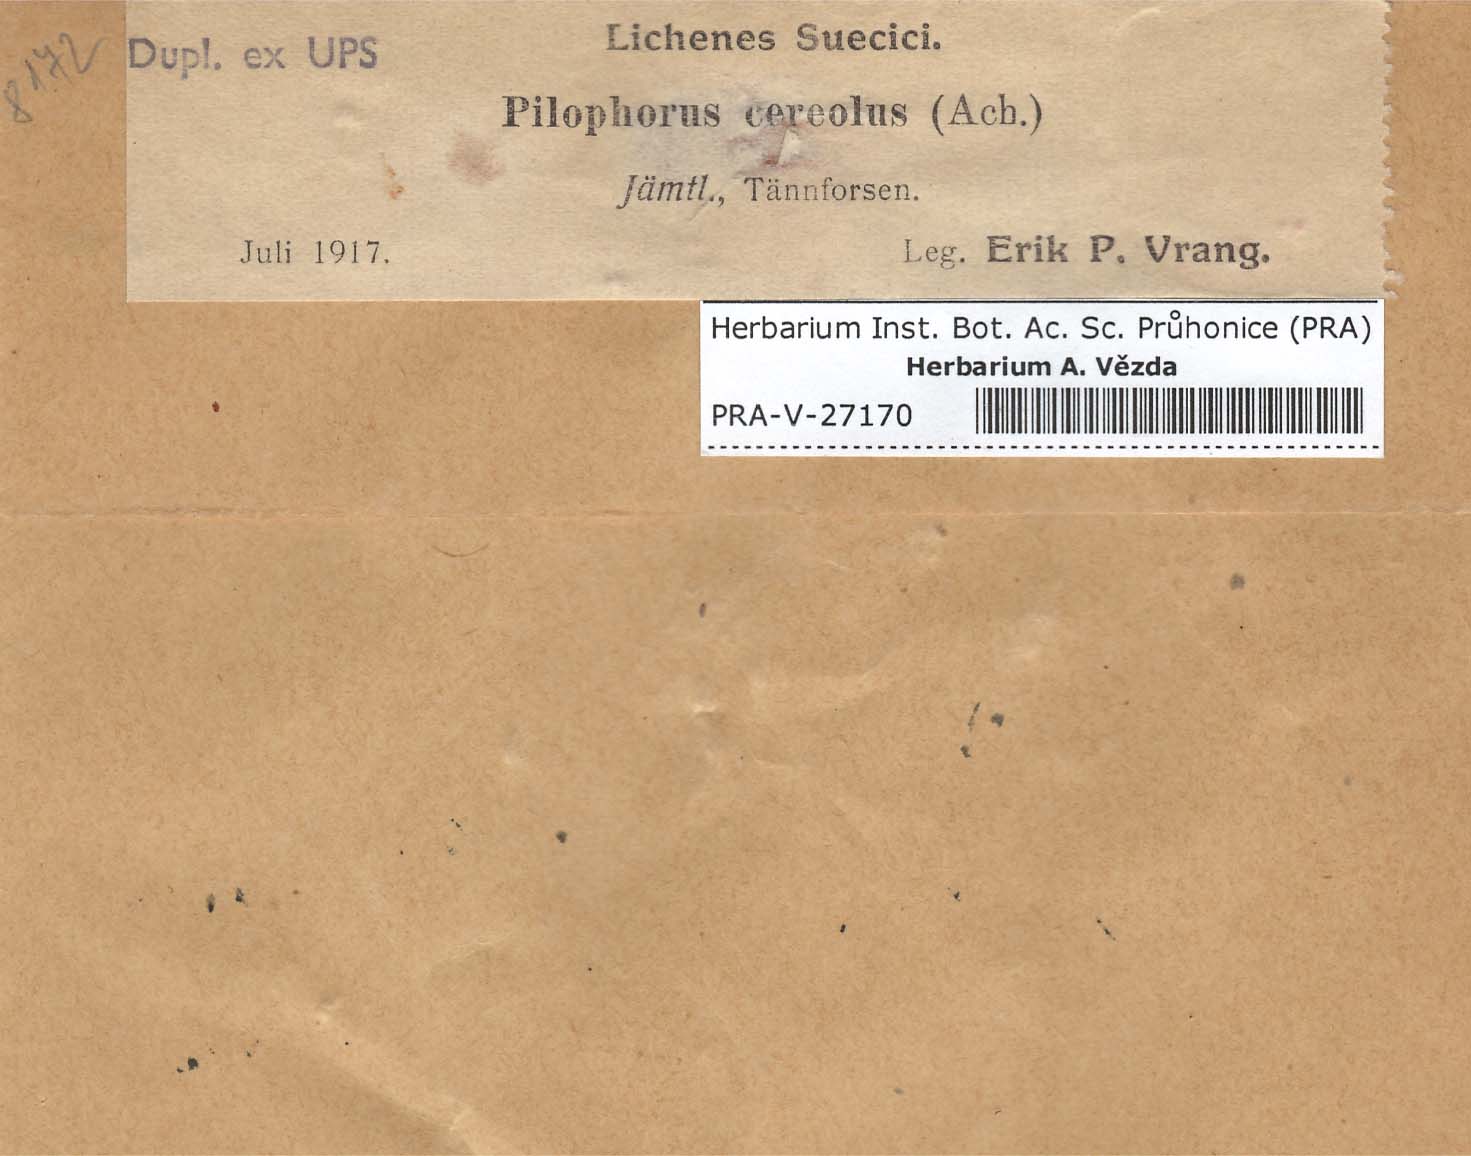 8172
Dupl. ex UPS
Lichenes Suecici.
Pilophorus cereolus (Ach.)
Jämtl., Tännforsen.
Juli 1917.
Leg. Erik P. Vrang.
Herbarium Inst. Bot. Ac. Sc. Průhonice (PRA)
Herbarium A. Vězda
PRA-V-27170